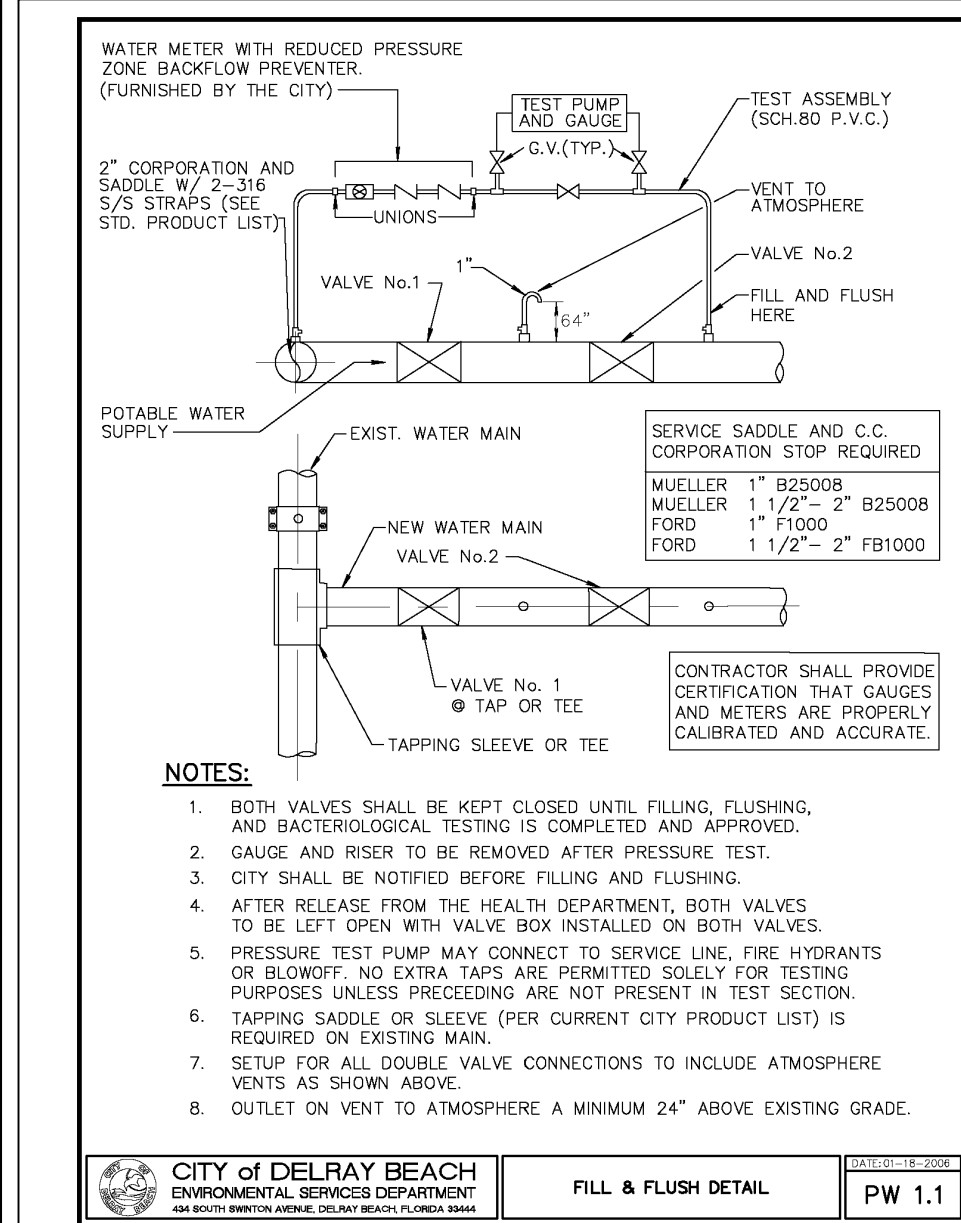 WATER METER WITH REDUCED PRESSURE
ZONE BACKFLOW PREVENTER.
(FURNISHED BY THE CITY)
TEST PUMP
AND GAUGE
TEST ASSEMBLY
(SCH.80 P.V.C.)
G.V.(TYP.)
2" CORPORATION AND
SADDLE W/ 2-316
S/S STRAPS (SEE
STD. PRODUCT LIST)
UNIONS
VENT TO
ATMOSPHERE
VALVE No.1
1"
VALVE No.2
64"
FILL AND FLUSH
HERE
POTABLE WATER
SUPPLY
EXIST. WATER MAIN
SERVICE SADDLE AND C.C.
CORPORATION STOP REQUIRED
MUELLER 1" B25008
MUELLER 1 1/2"- 2" B25008
FORD 1" F1000
FORD 1 1/2"- 2" FB1000
NEW WATER MAIN
VALVE No.2
VALVE No. 1
@ TAP OR TEE
TAPPING SLEEVE OR TEE
CONTRACTOR SHALL PROVIDE
CERTIFICATION THAT GAUGES
AND METERS ARE PROPERLY
CALIBRATED AND ACCURATE.
NOTES:
1. BOTH VALVES SHALL BE KEPT CLOSED UNTIL FILLING, FLUSHING,
AND BACTERIOLOGICAL TESTING IS COMPLETED AND APPROVED.
2. GAUGE AND RISER TO BE REMOVED AFTER PRESSURE TEST.
3. CITY SHALL BE NOTIFIED BEFORE FILLING AND FLUSHING.
4. AFTER RELEASE FROM THE HEALTH DEPARTMENT, BOTH VALVES
TO BE LEFT OPEN WITH VALVE BOX INSTALLED ON BOTH VALVES.
5. PRESSURE TEST PUMP MAY CONNECT TO SERVICE LINE, FIRE HYDRANTS
OR BLOWOFF. NO EXTRA TAPS ARE PERMITTED SOLELY FOR TESTING
PURPOSES UNLESS PRECEEDING ARE NOT PRESENT IN TEST SECTION.
6. TAPPING SADDLE OR SLEEVE (PER CURRENT CITY PRODUCT LIST) IS
REQUIRED ON EXISTING MAIN.
7. SETUP FOR ALL DOUBLE VALVE CONNECTIONS TO INCLUDE ATMOSPHERE
VENTS AS SHOWN ABOVE.
8. OUTLET ON VENT TO ATMOSPHERE A MINIMUM 24" ABOVE EXISTING GRADE.
CITY OF
DELRAY BEACH
CITY of DELRAY BEACH
ENVIRONMENTAL SERVICES DEPARTMENT
434 SOUTH SWINTON AVENUE, DELRAY BEACH, FLORIDA 33444
FILL & FLUSH DETAIL
DATE:01-18-2006
PW 1.1